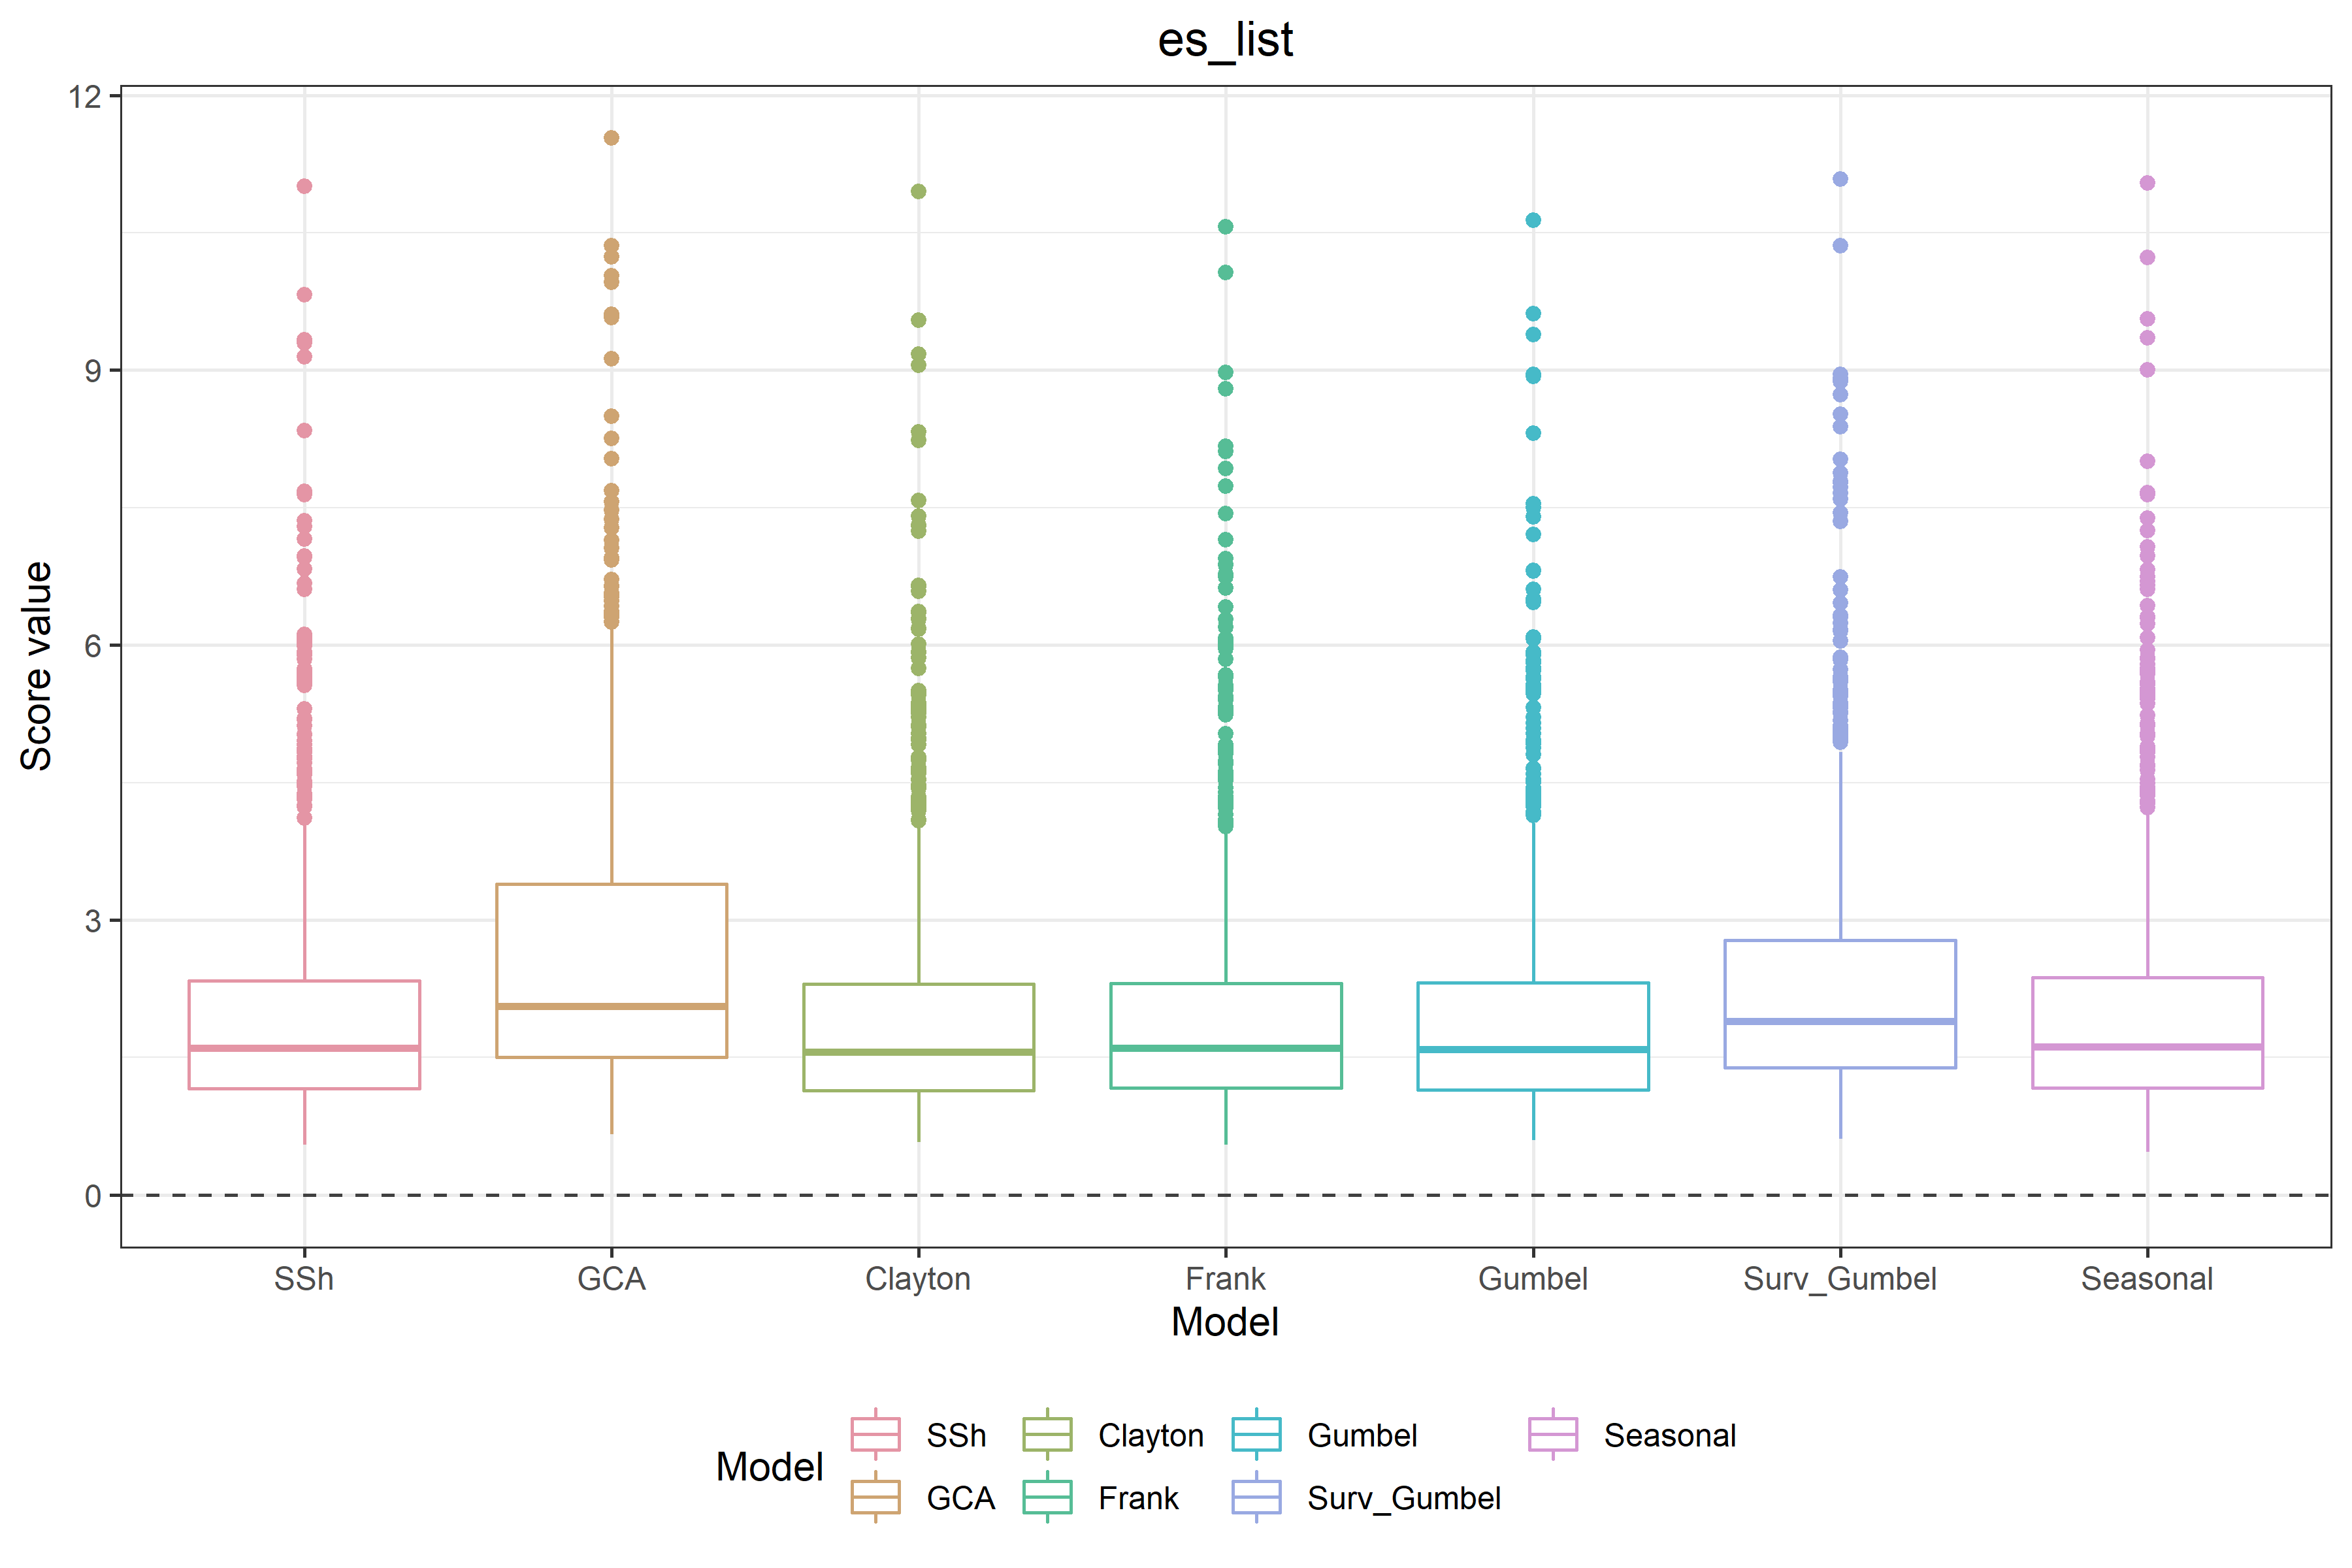 es_list
12
9
6
3
0
Score value
SSh GCA Clayton Frank Gumbel Surv_Gumbel Seasonal
Model
Model
SSh Clayton Gumbel Seasonal
GCA Frank Surv_Gumbel